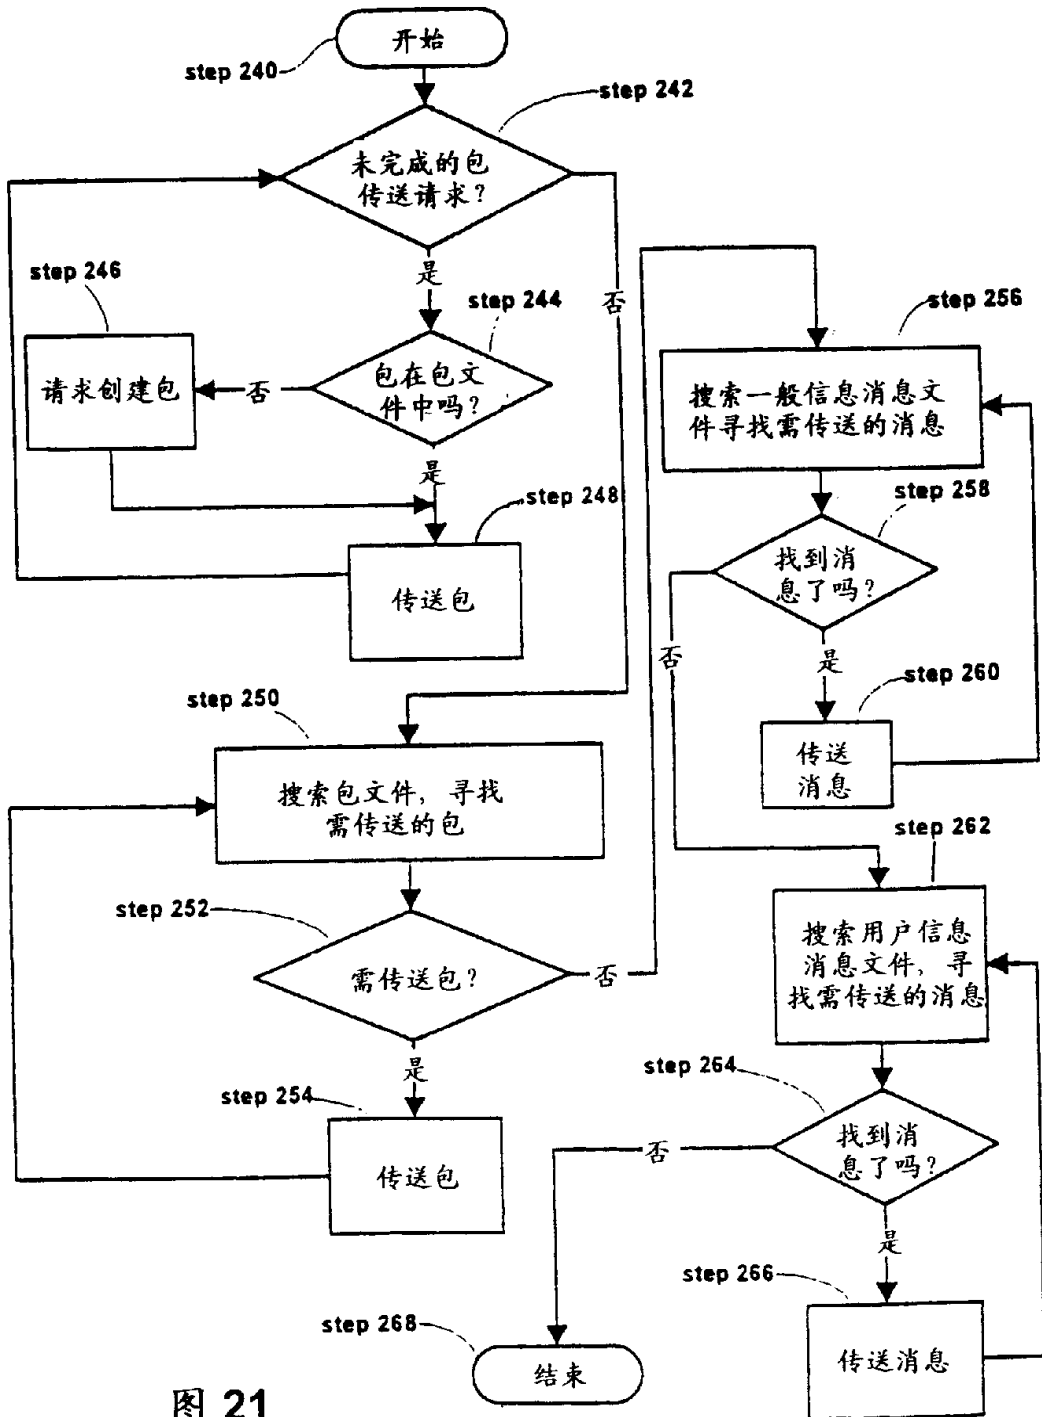 开始
step 240
step 242
未完成的包
传送请求？
是
否
step 246
step 244
请求创建包
否
包在包文
件中吗？
是
step 248
传送包
step 250
搜索包文件，寻找
需传送的包
step 252
需传送包？
否
是
step 254
传送包
step 256
搜索一般信息消息文
件寻找需传送的消息
step 258
找到消
息了吗？
否
是
step 260
传送
消息
step 262
搜索用户信息
消息文件，寻
找需传送的消息
step 264
找到消
息了吗？
否
是
step 266
传送消息
step 268
结束
图 21